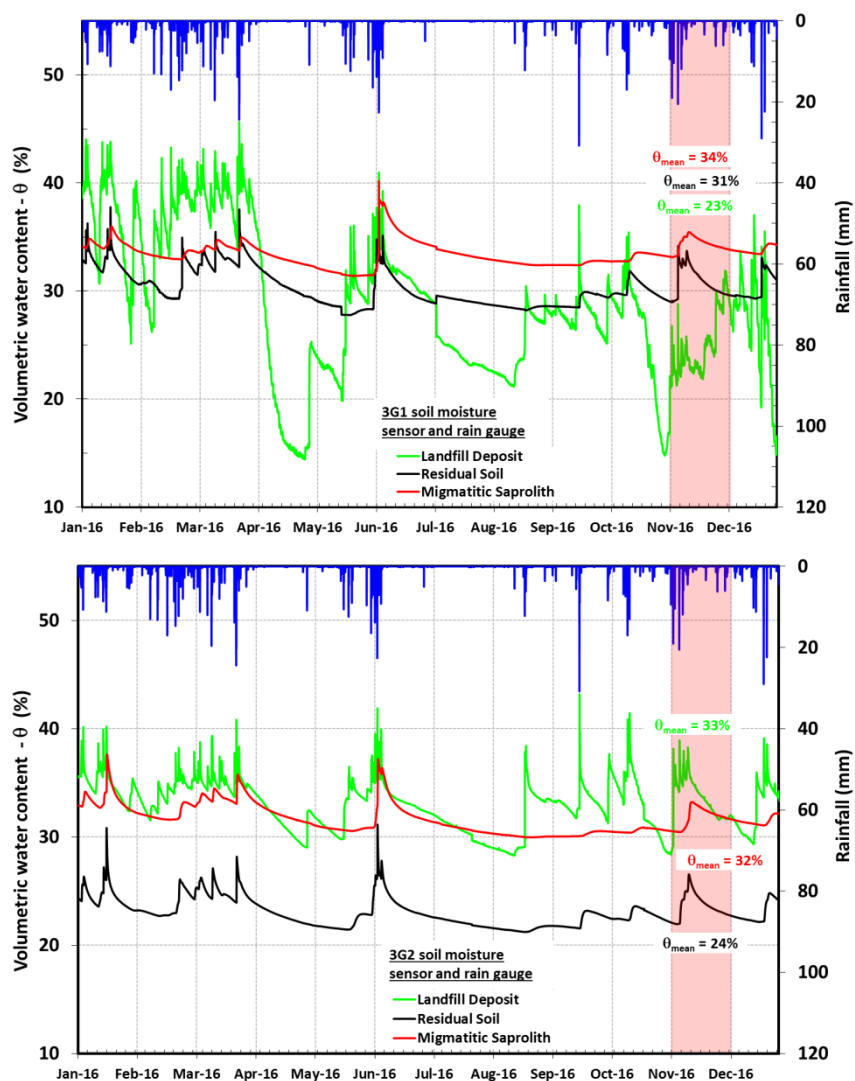 0
20
40
60
80
100
120
Rainfall (mm)
50
40
30
20
10
Volumetric water content - θ (%)
θmean = 34%
θmean = 31%
θmean = 23%
3G1 soil moisture
sensor and rain gauge
Landfill Deposit
Residual Soil
Migmatitic Saprolith
Jan-16 Feb-16 Mar-16 Apr-16 May-16 Jun-16 Jul-16 Aug-16 Sep-16 Oct-16 Nov-16 Dec-16
0
20
40
60
80
100
120
Rainfall (mm)
50
40
30
20
10
Volumetric water content - θ (%)
θmean = 33%
θmean = 32%
θmean = 24%
3G2 soil moisture
sensor and rain gauge
Landfill Deposit
Residual Soil
Migmatitic Saprolith
Jan-16 Feb-16 Mar-16 Apr-16 May-16 Jun-16 Jul-16 Aug-16 Sep-16 Oct-16 Nov-16 Dec-16